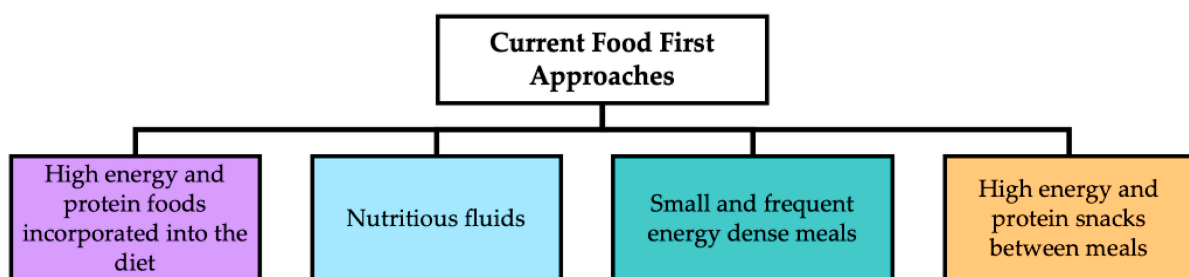 Current Food First
Approaches
High energy and
protein foods
incorporated into the
diet
Nutritious fluids
Small and frequent
energy dense meals
High energy and
protein snacks
between meals